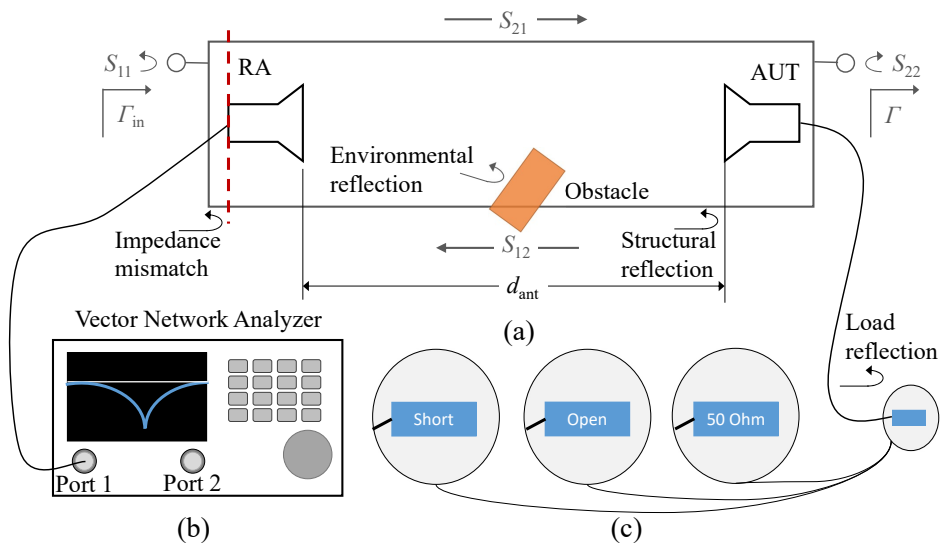 S21
S11
RA
AUT
S22
Γin
Γ
Environmental
reflection
Obstacle
Impedance
mismatch
S12
Structural
reflection
dant
Vector Network Analyzer
(a)
Load
reflection
Short
Open
50 Ohm
Port 1
Port 2
(b)
(c)